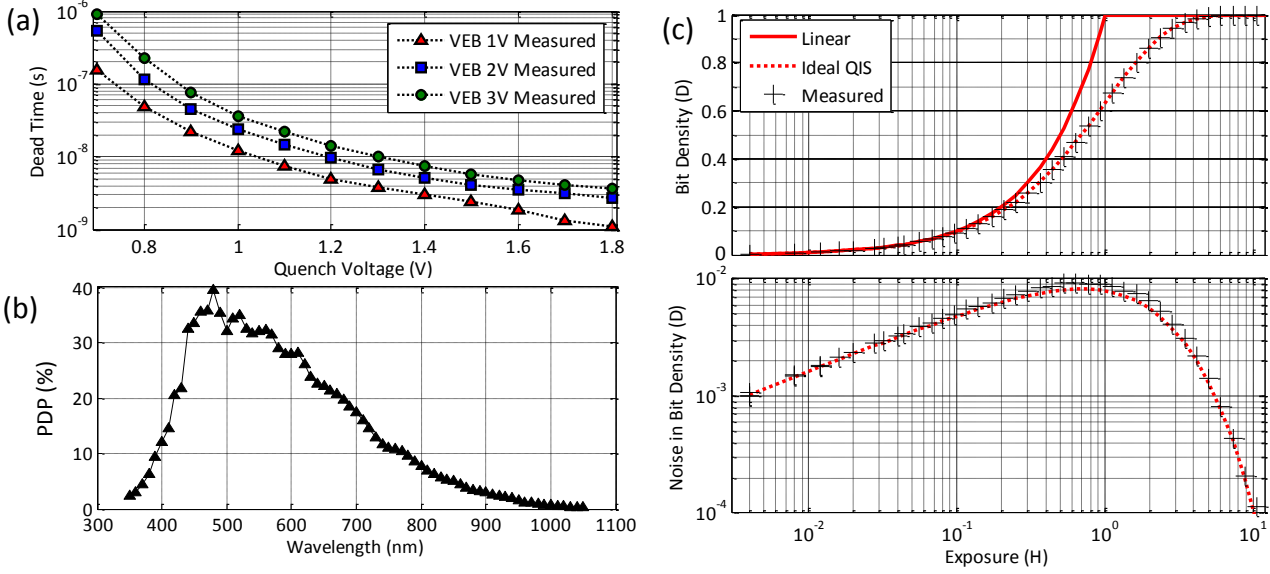 (a)
10⁻⁶
10⁻⁷
10⁻⁸
10⁻⁹
Dead Time (s)
VEB 1V Measured
VEB 2V Measured
VEB 3V Measured
0.8 1 1.2 1.4 1.6 1.8
Quench Voltage (V)
(b)
40
30
20
10
0
PDP (%)
300 400 500 600 700 800 900 1000 1100
Wavelength (nm)
(c)
1
0.8
0.6
0.4
0.2
0
Bit Density (D)
Linear
Ideal QIS
Measured
10⁻²
10⁻³
10⁻⁴
Noise in Bit Density (D)
10⁻² 10⁻¹ 10⁰ 10¹
Exposure (H)